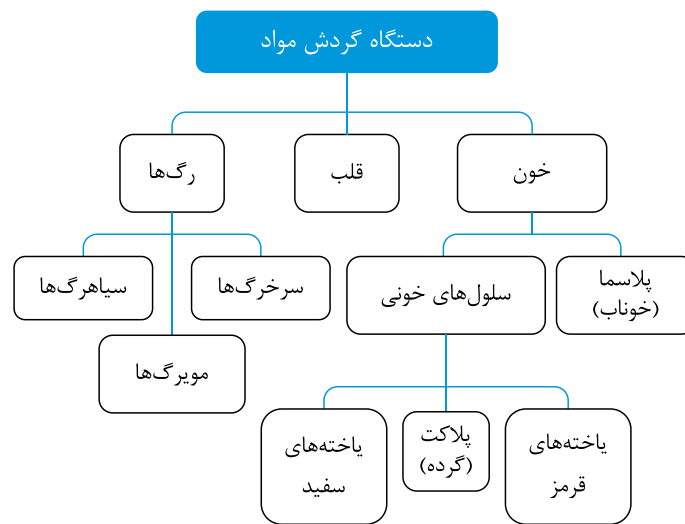 دستگاه گردش مواد
خون
قلب
رگ‌ها
پلاسما
(خوناب)
سلول‌های خونی
سرخرگ‌ها
سیاهرگ‌ها
مویرگ‌ها
یاخته‌های
قرمز
پلاکت
(گرده)
یاخته‌های
سفید